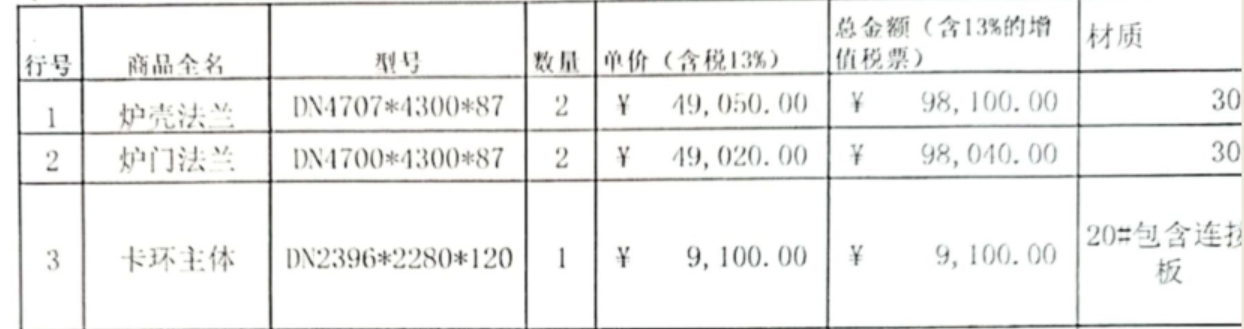 行号 商品全名 型号 数量 单价（含税13%） 总金额（含13%的增值税票） 材质
1 炉壳法兰 DN4707*4300*87 2 ¥ 49,050.00 ¥ 98,100.00 30
2 炉门法兰 DN4700*4300*87 2 ¥ 49,020.00 ¥ 98,040.00 30
3 卡环主体 DN2396*2280*120 1 ¥ 9,100.00 ¥ 9,100.00 20#包含连接板